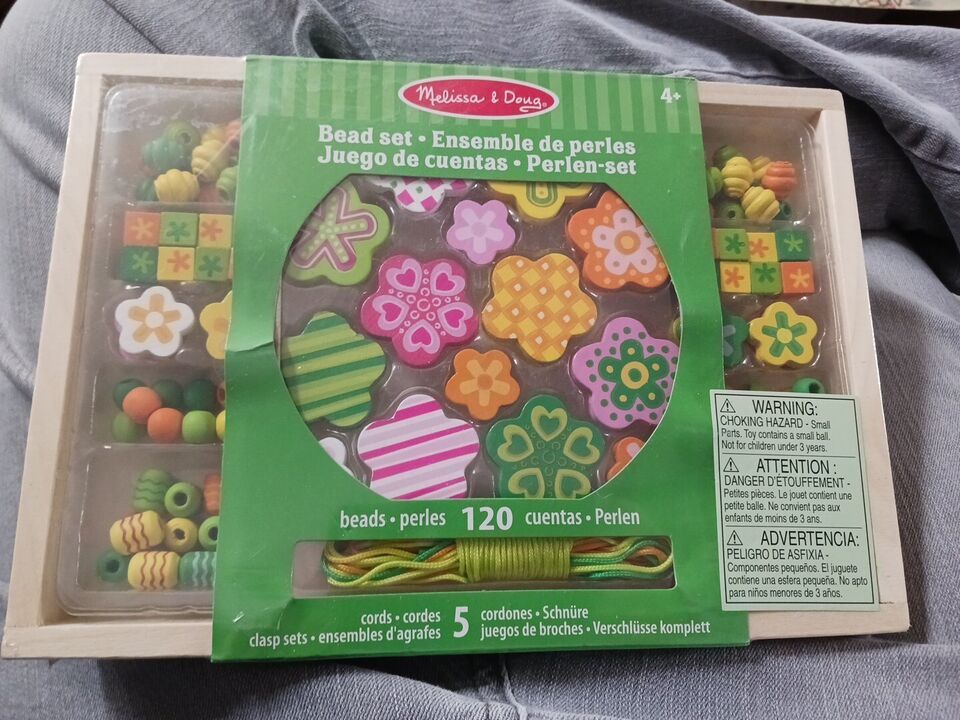 Melissa & Doug
4+
Bead set • Ensemble de perles
Juego de cuentas • Perlen-set
beads • perles 120 cuentas • Perlen
cords • cordes 5 cordones • Schnüre
clasp sets • ensembles d'agrafes juegos de broches • Verschlüsse komplett
WARNING:
CHOKING HAZARD - Small
Parts. Toy contains a small ball.
Not for children under 3 years.
ATTENTION :
DANGER D'ÉTOUFFEMENT -
Petites pièces. Le jouet contient une
petite balle. Ne convient pas aux
enfants de moins de 3 ans.
ADVERTENCIA:
PELIGRO DE ASFIXIA -
Componentes pequeños. El juguete
contiene una esfera pequeña. No apto
para niños menores de 3 años.